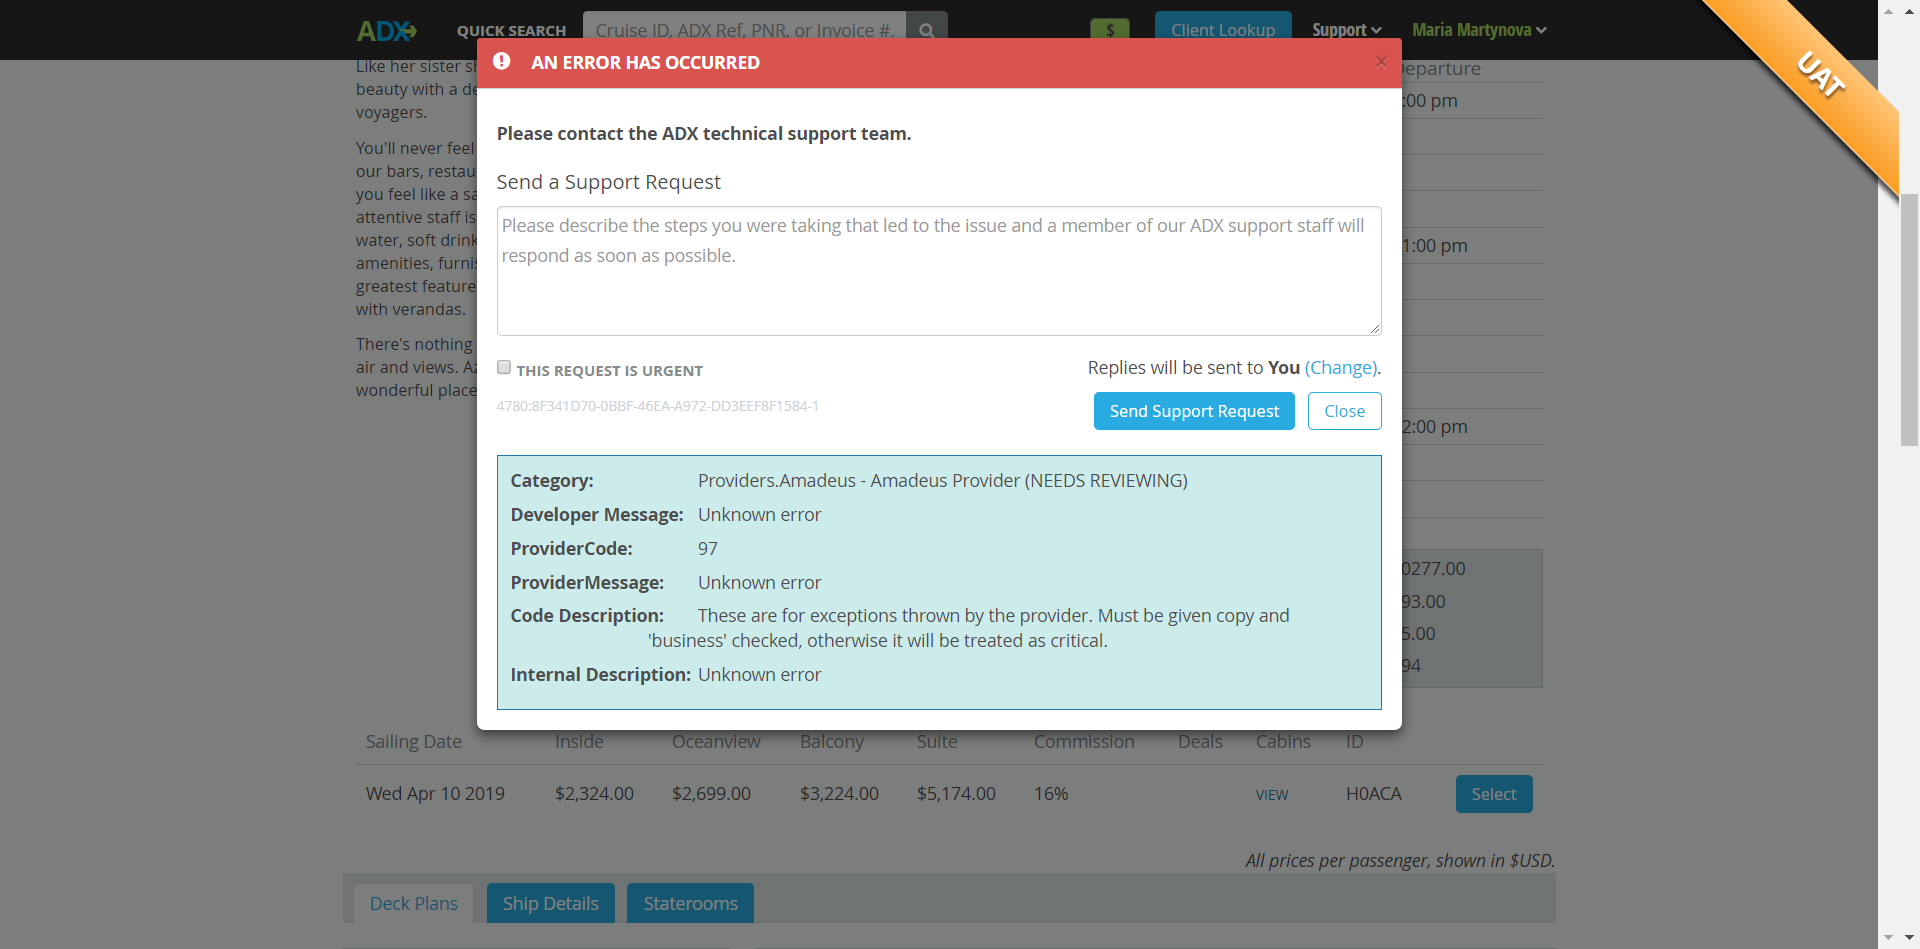 ADX
QUICK SEARCH
Cruise ID, ADX Ref, PNR, or Invoice #.
$
Client Lookup
Support
Maria Martynova
UAT
AN ERROR HAS OCCURRED
×
Like her sister
beauty with a
voyagers.
You'll never feel
our bars,
you feel like a
attentive staff is
water, soft
amenities,
greatest
with verandas.
There's nothing
air and views.
wonderful
Please contact the ADX technical support team.
Send a Support Request
Please describe the steps you were taking that led to the issue and a member of our ADX support staff will
respond as soon as possible.
THIS REQUEST IS URGENT
Replies will be sent to You (Change).
4780:8F341D70-0BBF-46EA-A972-DD3EEF8F1584-1
Send Support Request
Close
Category: Providers.Amadeus - Amadeus Provider (NEEDS REVIEWING)
Developer Message: Unknown error
ProviderCode: 97
ProviderMessage: Unknown error
Code Description: These are for exceptions thrown by the provider. Must be given copy and
'business' checked, otherwise it will be treated as critical.
Internal Description: Unknown error
eparture
:00 pm
1:00 pm
2:00 pm
0277.00
93.00
5.00
94
Sailing Date Inside Oceanview Balcony Suite Commission Deals Cabins ID
Wed Apr 10 2019 $2,324.00 $2,699.00 $3,224.00 $5,174.00 16% VIEW H0ACA Select
All prices per passenger, shown in $USD.
Deck Plans
Ship Details
Staterooms